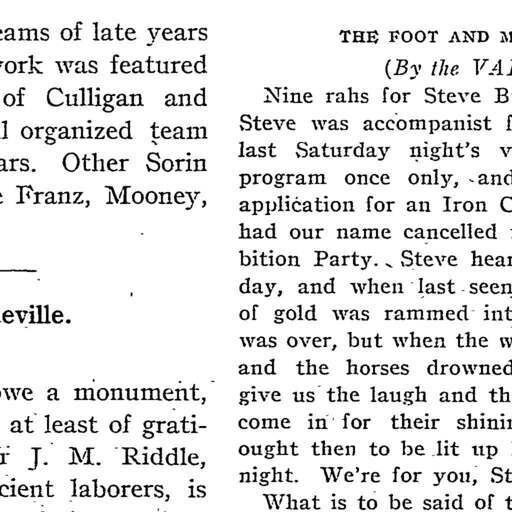 eams of late years
work was featured
of Culligan and
l organized team
ars. Other Sorin
e Franz, Mooney,
eville.
owe a monument,
at least of grati-
r J. M. Riddle,
cient laborers, is
THE FOOT AND M
(By the VA
Nine rahs for Steve B
Steve was accompanist f
last Saturday night's v
program once only, and
application for an Iron C
had our name cancelled
bition Party. Steve hear
day, and when last seen
of gold was rammed int
was over, but when the w
and the horses drowned
give us the laugh and th
come in for their shinin
ought then to be lit up
night. We're for you, St
What is to be said of t